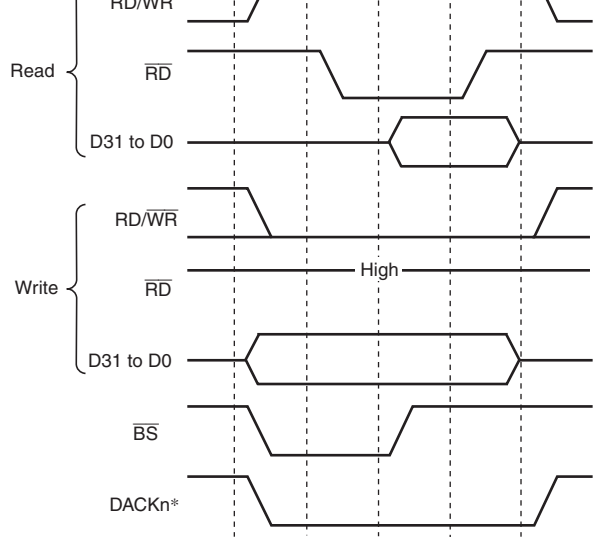 RD/WR
Read
RD
D31 to D0
RD/WR
High
Write
RD
D31 to D0
BS
DACKn*